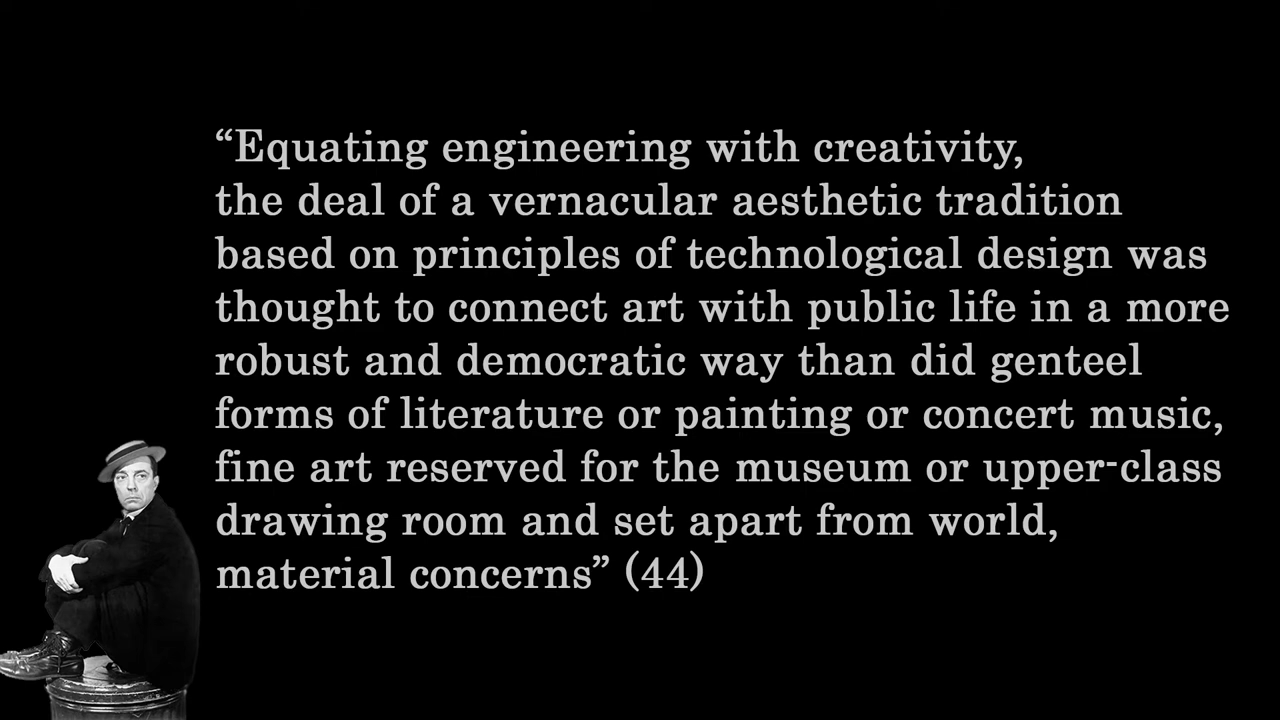 “Equating engineering with creativity,
the deal of a vernacular aesthetic tradition
based on principles of technological design was
thought to connect art with public life in a more
robust and democratic way than did genteel
forms of literature or painting or concert music,
fine art reserved for the museum or upper-class
drawing room and set apart from world,
material concerns” (44)